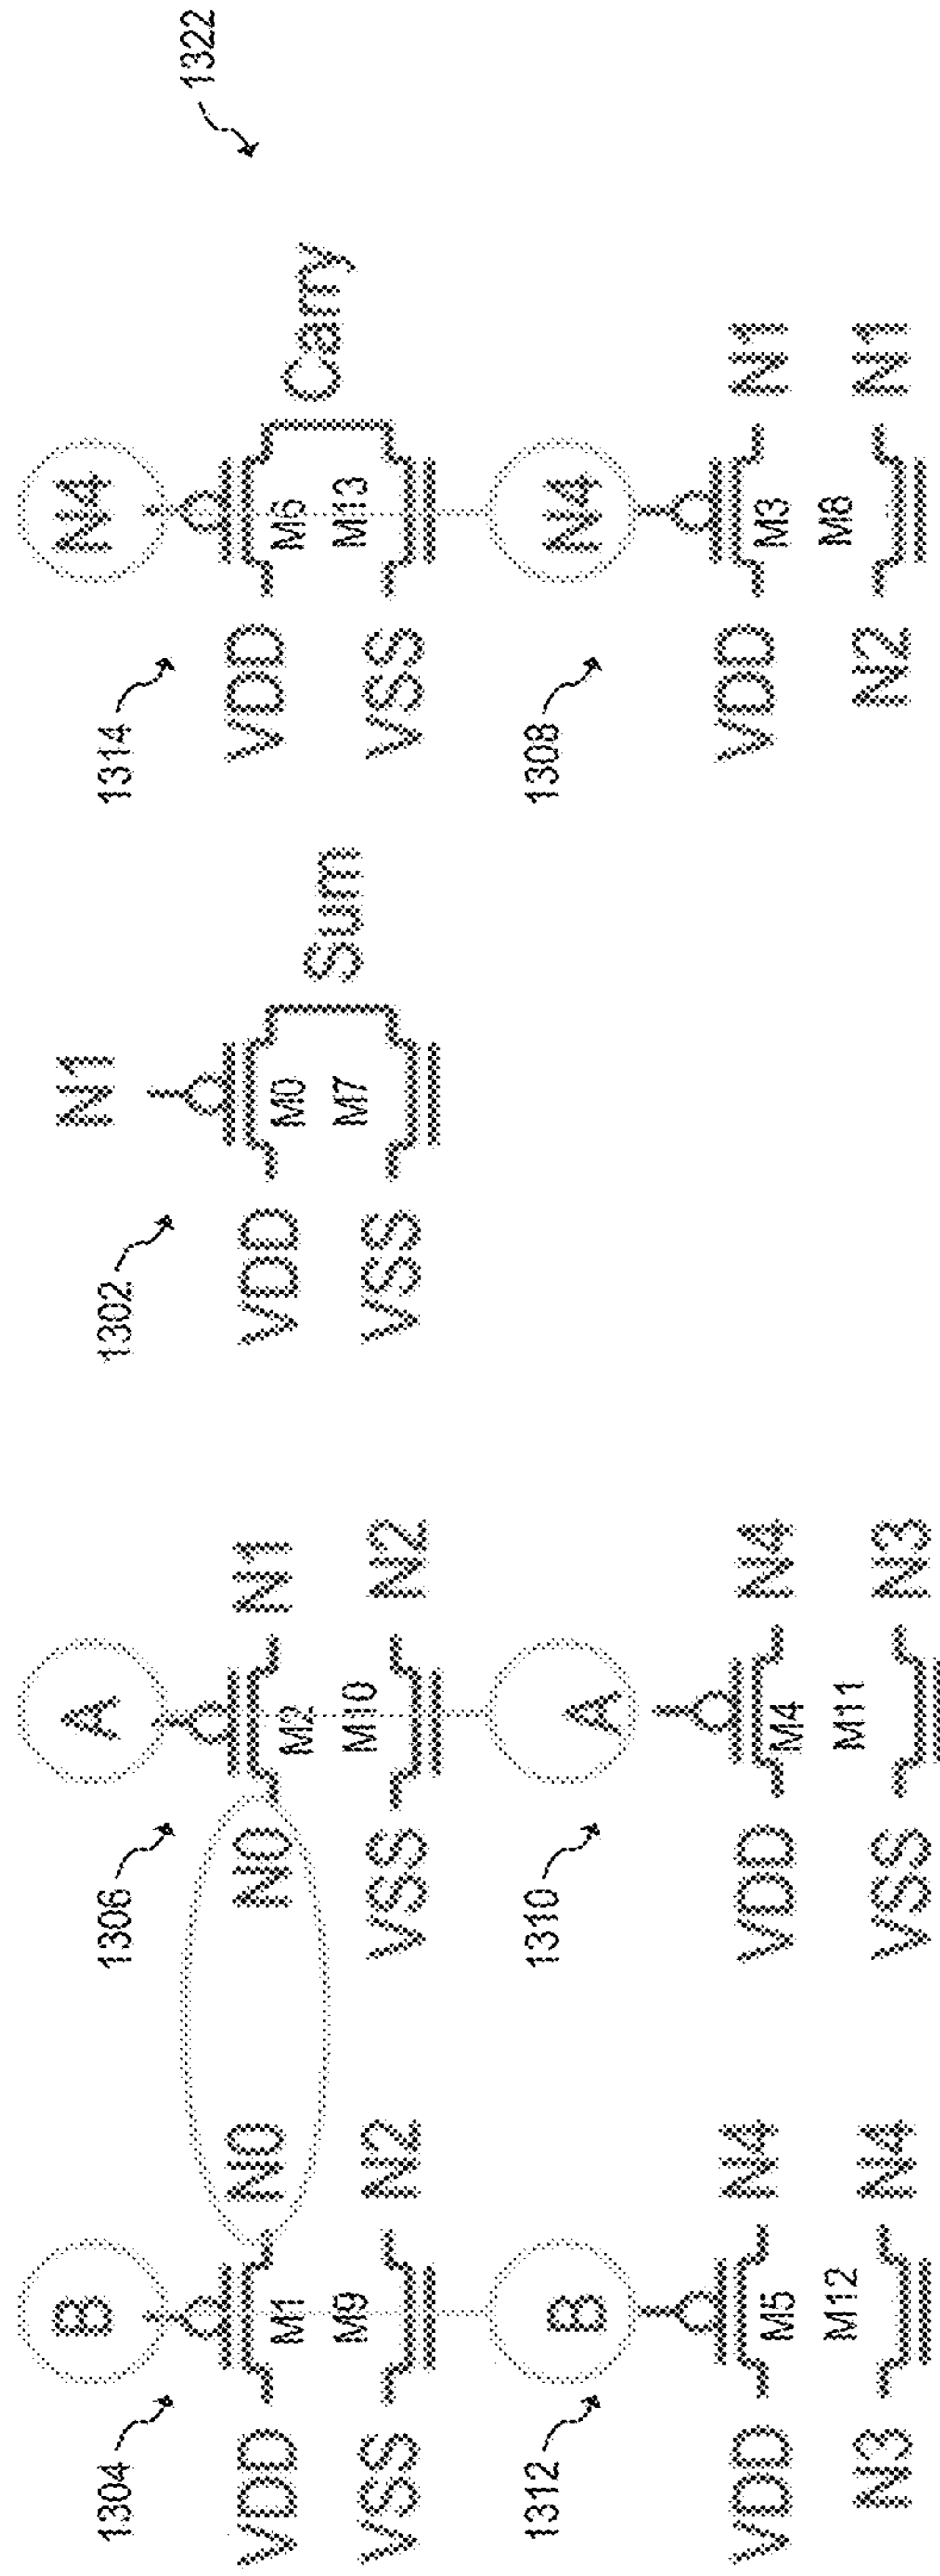 1322
1304
B
VDD
M1
N0
VSS
M9
N2
1306
A
N0
M2
N1
VSS
M10
N2
1302
N1
VDD
M0
VSS
M7
Sum
1314
N4
VDD
M6
VSS
M13
Carry
1312
B
VDD
M5
N4
N3
M12
N4
1310
A
VDD
M4
N4
VSS
M11
N3
1308
N4
VDD
M3
N1
N2
M8
N1